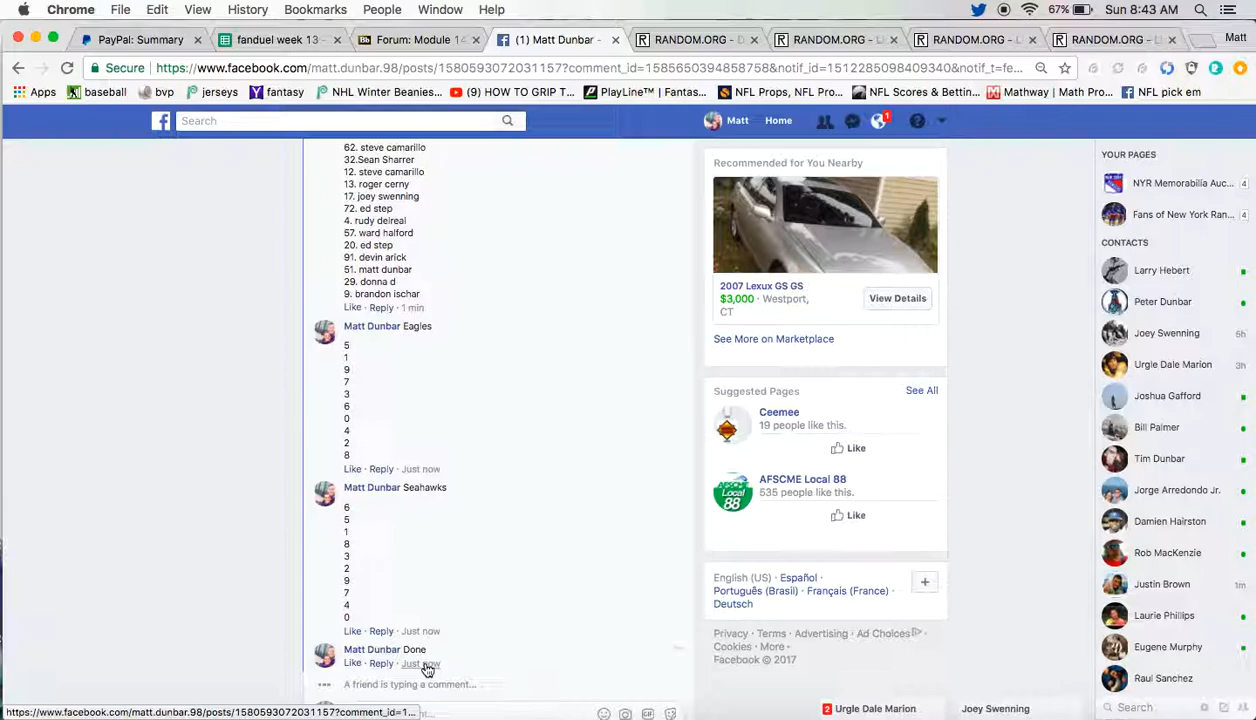 Chrome File Edit View History Bookmarks People Window Help 67% Sun 8:43 AM
PayPal: Summary fanduel week 13 - Forum: Module 14 (1) Matt Dunbar - RANDOM.ORG - RANDOM.ORG - RANDOM.ORG - RANDOM.ORG - Matt
Secure https://www.facebook.com/matt.dunbar.98/posts/1580593072031157?comment_id=1585650394858758&notif_id=1512285098409340&notif_t=fe...
Apps baseball bvp jerseys fantasy NHL Winter Beanies... (9) HOW TO GRIP T... PlayLine™ | Fantas... NFL Props, NFL Pro... NFL Scores & Bettin... Mathway | Math Pro... NFL pick em
Search Matt Home 1
62. steve camarillo
32.Sean Sharrer
12. steve camarillo
13. roger cerny
17. joey swenning
72. ed step
4. rudy delreal
57. ward halford
20. ed step
91. devin arick
51. matt dunbar
29. donna d
9. brandon ischar
Like · Reply · 1 min
Matt Dunbar Eagles
5
1
9
7
3
6
0
4
2
8
Like · Reply · Just now
Matt Dunbar Seahawks
6
5
1
8
3
2
9
7
4
0
Like · Reply · Just now
Matt Dunbar Done
Like · Reply · Just now
A friend is typing a comment...
https://www.facebook.com/matt.dunbar.98/posts/1580593072031157?comment_id=1...
Recommended for You Nearby
2007 Lexux GS GS
$3,000 · Westport,
CT
View Details
See More on Marketplace
Suggested Pages See All
Ceemee
19 people like this.
Like
AFSCME Local 88
535 people like this.
Like
English (US) · Español ·
Português (Brasil) · Français (France) ·
Deutsch
Privacy · Terms · Advertising · Ad Choices ·
Cookies · More ·
Facebook © 2017
2 Urgle Dale Marion Joey Swenning
YOUR PAGES
NYR Memorabilia Auc... 4
Fans of New York Ran... 4
CONTACTS
Larry Hebert
Peter Dunbar
Joey Swenning 5h
Urgle Dale Marion 3h
Joshua Gafford
Bill Palmer
Tim Dunbar
Jorge Arredondo Jr.
Damien Hairston
Rob MacKenzie
Justin Brown 1m
Laurie Phillips
Eugene Murphy
Raul Sanchez
Search